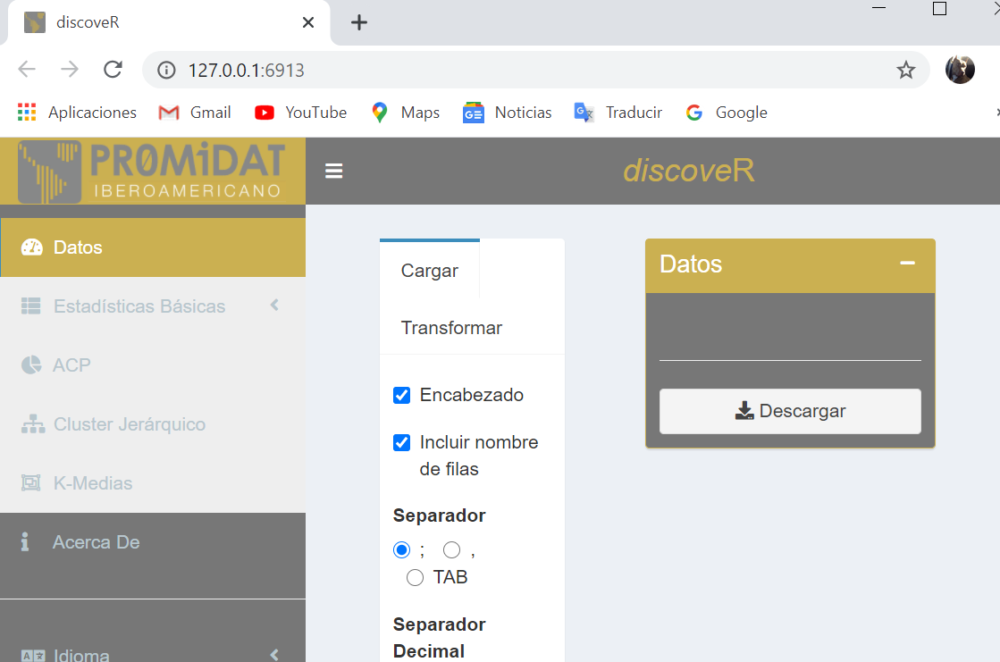 discoveR
127.0.0.1:6913
Aplicaciones Gmail YouTube Maps Noticias Traducir Google
PR0MiDAT
IBEROAMERICANO
discoveR
Datos
Estadísticas Básicas
ACP
Cluster Jerárquico
K-Medias
Acerca De
Idioma
Cargar
Transformar
Encabezado
Incluir nombre
de filas
Separador
; ,
TAB
Separador
Decimal
Datos
Descargar